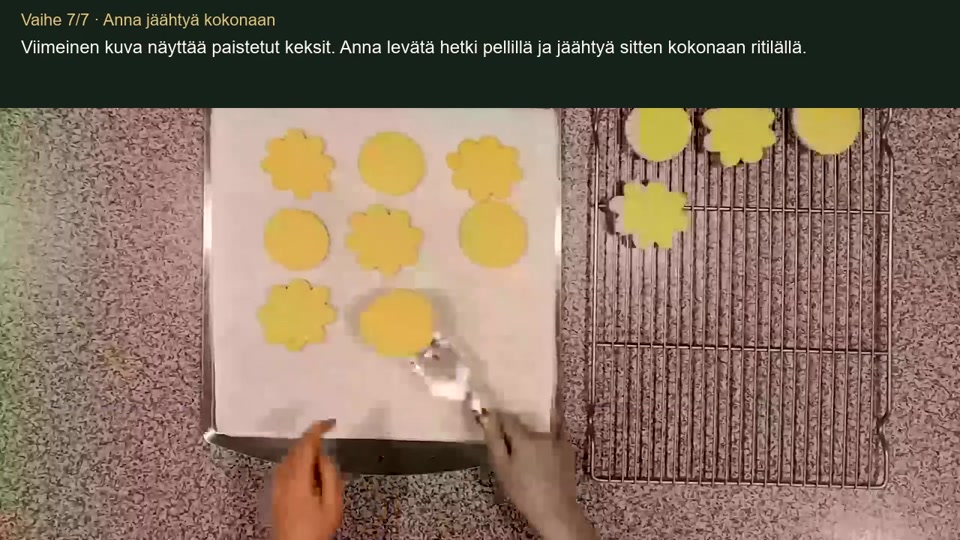 Vaihe 7/7 · Anna jäähtyä kokonaan
Viimeinen kuva näyttää paistetut keksit. Anna levätä hetki pellillä ja jäähtyä sitten kokonaan ritilällä.